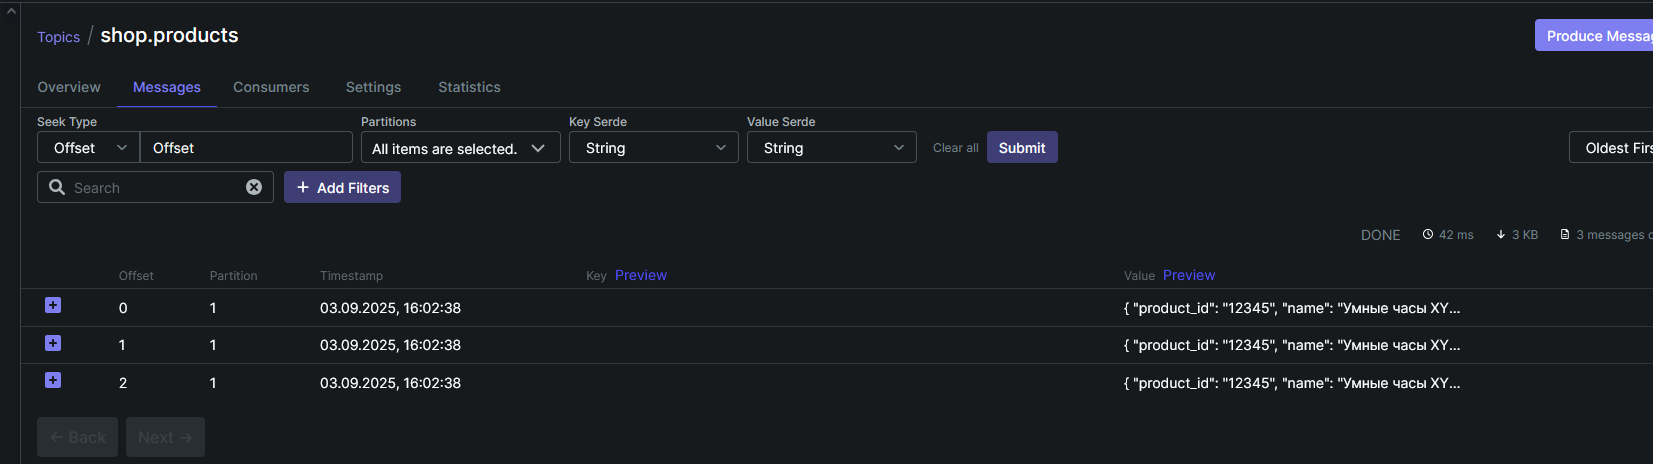 Topics / shop.products
Produce Messag
Overview Messages Consumers Settings Statistics
Seek Type Partitions Key Serde Value Serde
Offset Offset All items are selected. String String Clear all Submit Oldest Firs
Search + Add Filters
DONE 42 ms 3 KB 3 messages c
Offset Partition Timestamp Key Preview Value Preview
0 1 03.09.2025, 16:02:38 { "product_id": "12345", "name": "Умные часы XY...
1 1 03.09.2025, 16:02:38 { "product_id": "12345", "name": "Умные часы XY...
2 1 03.09.2025, 16:02:38 { "product_id": "12345", "name": "Умные часы XY...
← Back Next →